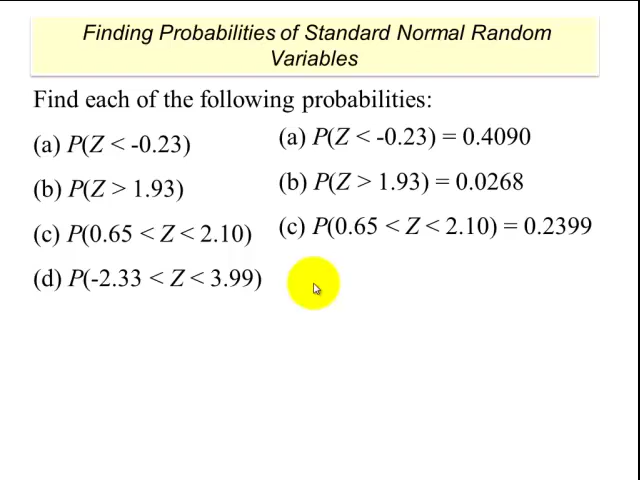 Finding Probabilities of Standard Normal Random
Variables
Find each of the following probabilities:
(a) P(Z < -0.23)
(b) P(Z > 1.93)
(c) P(0.65 < Z < 2.10)
(d) P(-2.33 < Z < 3.99)
(a) P(Z < -0.23) = 0.4090
(b) P(Z > 1.93) = 0.0268
(c) P(0.65 < Z < 2.10) = 0.2399